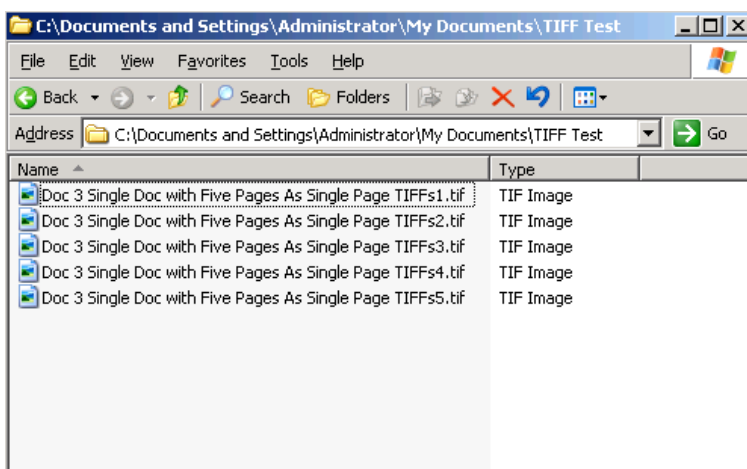 C:\Documents and Settings\Administrator\My Documents\TIFF Test
File Edit View Favorites Tools Help
Back Search Folders
Address C:\Documents and Settings\Administrator\My Documents\TIFF Test Go
Name Type
Doc 3 Single Doc with Five Pages As Single Page TIFFs1.tif TIF Image
Doc 3 Single Doc with Five Pages As Single Page TIFFs2.tif TIF Image
Doc 3 Single Doc with Five Pages As Single Page TIFFs3.tif TIF Image
Doc 3 Single Doc with Five Pages As Single Page TIFFs4.tif TIF Image
Doc 3 Single Doc with Five Pages As Single Page TIFFs5.tif TIF Image